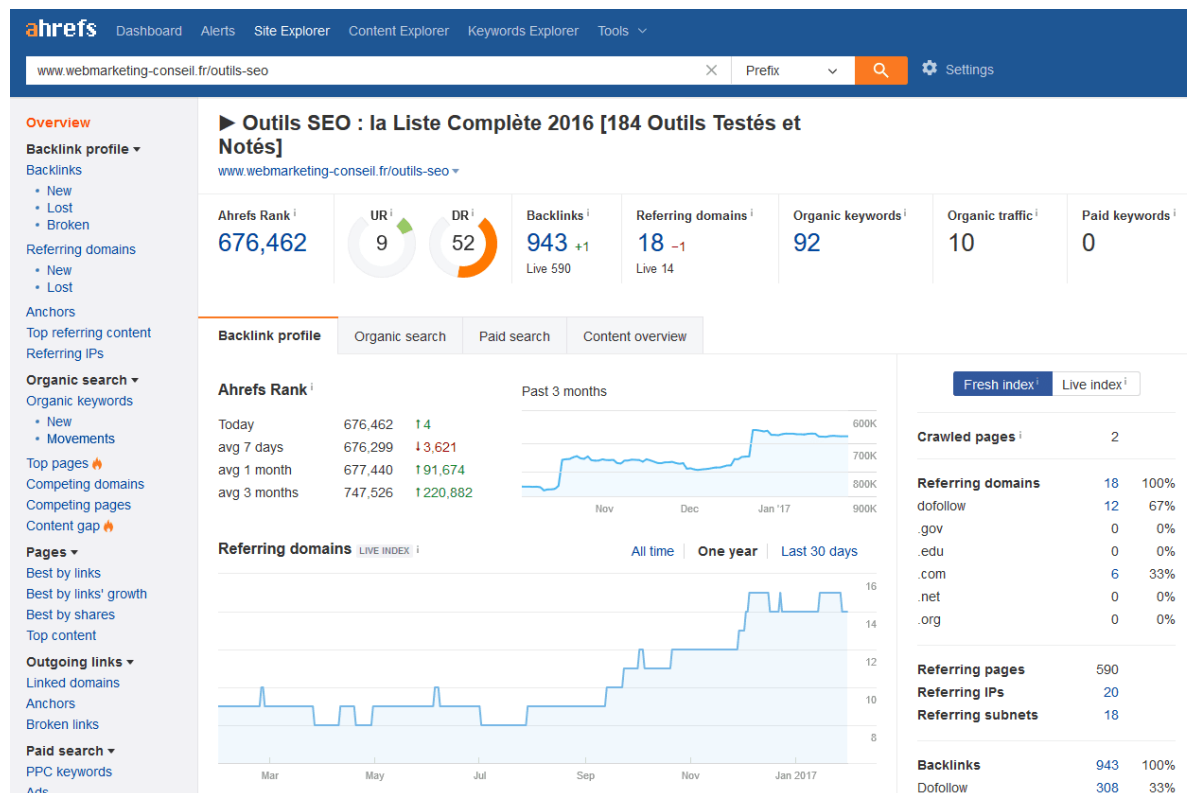 ahrefs Dashboard Alerts Site Explorer Content Explorer Keywords Explorer Tools
www.webmarketing-conseil.fr/outils-seo Prefix Settings
Overview
Backlink profile
Backlinks
New
Lost
Broken
Referring domains
New
Lost
Anchors
Top referring content
Referring IPs
Organic search
Organic keywords
New
Movements
Top pages
Competing domains
Competing pages
Content gap
Pages
Best by links
Best by links' growth
Best by shares
Top content
Outgoing links
Linked domains
Anchors
Broken links
Paid search
PPC keywords
Ads
► Outils SEO : la Liste Complète 2016 [184 Outils Testés et
Notés]
www.webmarketing-conseil.fr/outils-seo
Ahrefs Rank i
676,462
UR i
9
DR i
52
Backlinks i
943 +1
Live 590
Referring domains i
18 −1
Live 14
Organic keywords i
92
Organic traffic i
10
Paid keywords i
0
Backlink profile Organic search Paid search Content overview
Ahrefs Rank i
Today 676,462 ↑4
avg 7 days 676,299 ↓3,621
avg 1 month 677,440 ↑91,674
avg 3 months 747,526 ↑220,882
Past 3 months
600K
700K
800K
900K
Nov Dec Jan '17
Referring domains LIVE INDEX i
All time One year Last 30 days
16
14
12
10
8
Mar May Jul Sep Nov Jan 2017
Fresh index i Live index i
Crawled pages i 2
Referring domains 18 100%
dofollow 12 67%
.gov 0 0%
.edu 0 0%
.com 6 33%
.net 0 0%
.org 0 0%
Referring pages 590
Referring IPs 20
Referring subnets 18
Backlinks 943 100%
Dofollow 308 33%